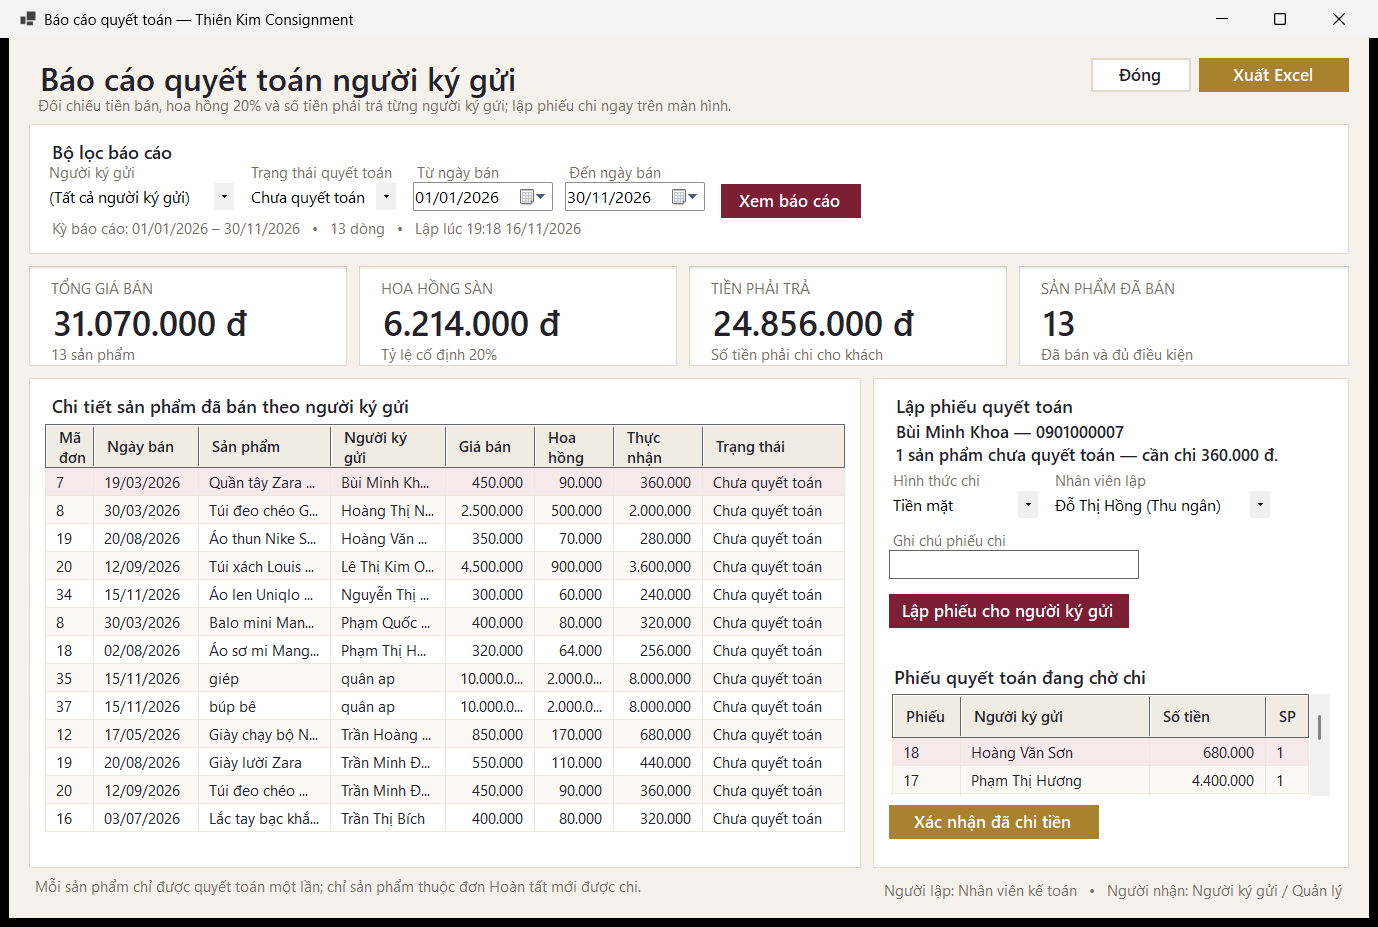 Báo cáo quyết toán — Thiên Kim Consignment
Báo cáo quyết toán người ký gửi
Đối chiếu tiền bán, hoa hồng 20% và số tiền phải trả từng người ký gửi; lập phiếu chi ngay trên màn hình.
Đóng
Xuất Excel
Bộ lọc báo cáo
Người ký gửi
Trạng thái quyết toán
Từ ngày bán
Đến ngày bán
(Tất cả người ký gửi)
Chưa quyết toán
01/01/2026
30/11/2026
Xem báo cáo
Kỳ báo cáo: 01/01/2026 – 30/11/2026 • 13 dòng • Lập lúc 19:18 16/11/2026
TỔNG GIÁ BÁN
31.070.000 đ
13 sản phẩm
HOA HỒNG SÀN
6.214.000 đ
Tỷ lệ cố định 20%
TIỀN PHẢI TRẢ
24.856.000 đ
Số tiền phải chi cho khách
SẢN PHẨM ĐÃ BÁN
13
Đã bán và đủ điều kiện
Chi tiết sản phẩm đã bán theo người ký gửi
Mã đơn Ngày bán Sản phẩm Người ký gửi Giá bán Hoa hồng Thực nhận Trạng thái
7 19/03/2026 Quần tây Zara ... Bùi Minh Kh... 450.000 90.000 360.000 Chưa quyết toán
8 30/03/2026 Túi đeo chéo G... Hoàng Thị N... 2.500.000 500.000 2.000.000 Chưa quyết toán
19 20/08/2026 Áo thun Nike S... Hoàng Văn ... 350.000 70.000 280.000 Chưa quyết toán
20 12/09/2026 Túi xách Louis ... Lê Thị Kim O... 4.500.000 900.000 3.600.000 Chưa quyết toán
34 15/11/2026 Áo len Uniqlo ... Nguyễn Thị ... 300.000 60.000 240.000 Chưa quyết toán
8 30/03/2026 Balo mini Man... Phạm Quốc ... 400.000 80.000 320.000 Chưa quyết toán
18 02/08/2026 Áo sơ mi Mang... Phạm Thị H... 320.000 64.000 256.000 Chưa quyết toán
35 15/11/2026 giép quân ap 10.000.0... 2.000.0... 8.000.000 Chưa quyết toán
37 15/11/2026 búp bê quân ap 10.000.0... 2.000.0... 8.000.000 Chưa quyết toán
12 17/05/2026 Giày chạy bộ N... Trần Hoàng ... 850.000 170.000 680.000 Chưa quyết toán
19 20/08/2026 Giày lười Zara Trần Minh Đ... 550.000 110.000 440.000 Chưa quyết toán
20 12/09/2026 Túi đeo chéo ... Trần Minh Đ... 450.000 90.000 360.000 Chưa quyết toán
16 03/07/2026 Lắc tay bạc khắ... Trần Thị Bích 400.000 80.000 320.000 Chưa quyết toán
Lập phiếu quyết toán
Bùi Minh Khoa — 0901000007
1 sản phẩm chưa quyết toán — cần chi 360.000 đ.
Hình thức chi
Nhân viên lập
Tiền mặt
Đỗ Thị Hồng (Thu ngân)
Ghi chú phiếu chi
Lập phiếu cho người ký gửi
Phiếu quyết toán đang chờ chi
Phiếu Người ký gửi Số tiền SP
18 Hoàng Văn Sơn 680.000 1
17 Phạm Thị Hương 4.400.000 1
Xác nhận đã chi tiền
Mỗi sản phẩm chỉ được quyết toán một lần; chỉ sản phẩm thuộc đơn Hoàn tất mới được chi.
Người lập: Nhân viên kế toán • Người nhận: Người ký gửi / Quản lý